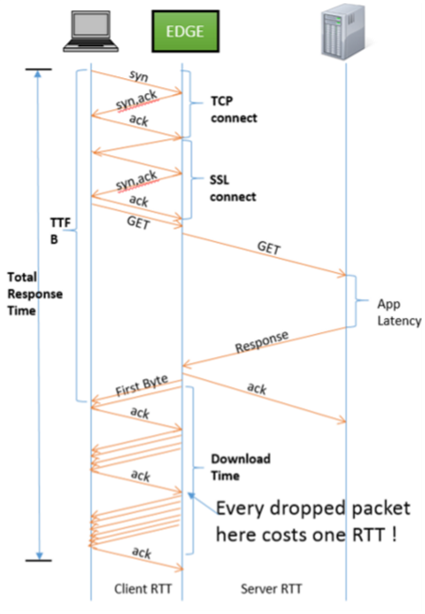 EDGE
syn
syn,ack
ack
TCP
connect
syn,ack
ack
GET
SSL
connect
TTF
B
GET
Total
Response
Time
App
Latency
Response
First Byte
ack
ack
Download
Time
ack
Every dropped packet
here costs one RTT !
ack
Client RTT
Server RTT